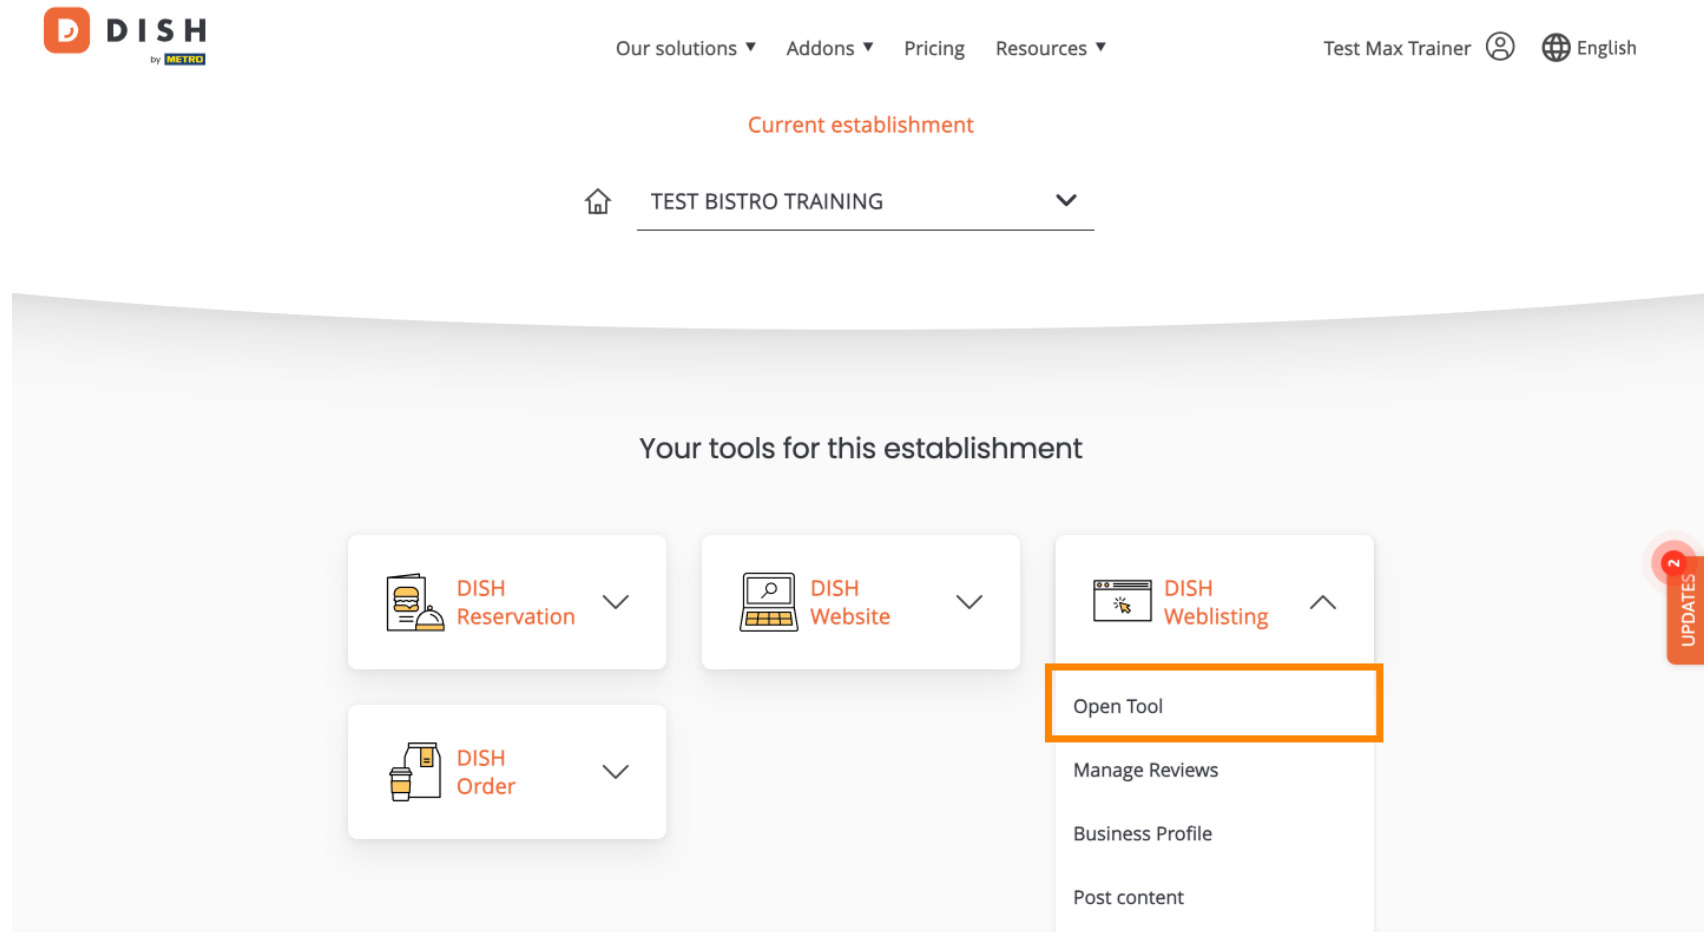 DISH
by METRO
Our solutions ▼ Addons ▼ Pricing Resources ▼ Test Max Trainer English
Current establishment
TEST BISTRO TRAINING
Your tools for this establishment
DISH
Reservation
DISH
Website
DISH
Weblisting
2
UPDATES
Open Tool
DISH
Order
Manage Reviews
Business Profile
Post content